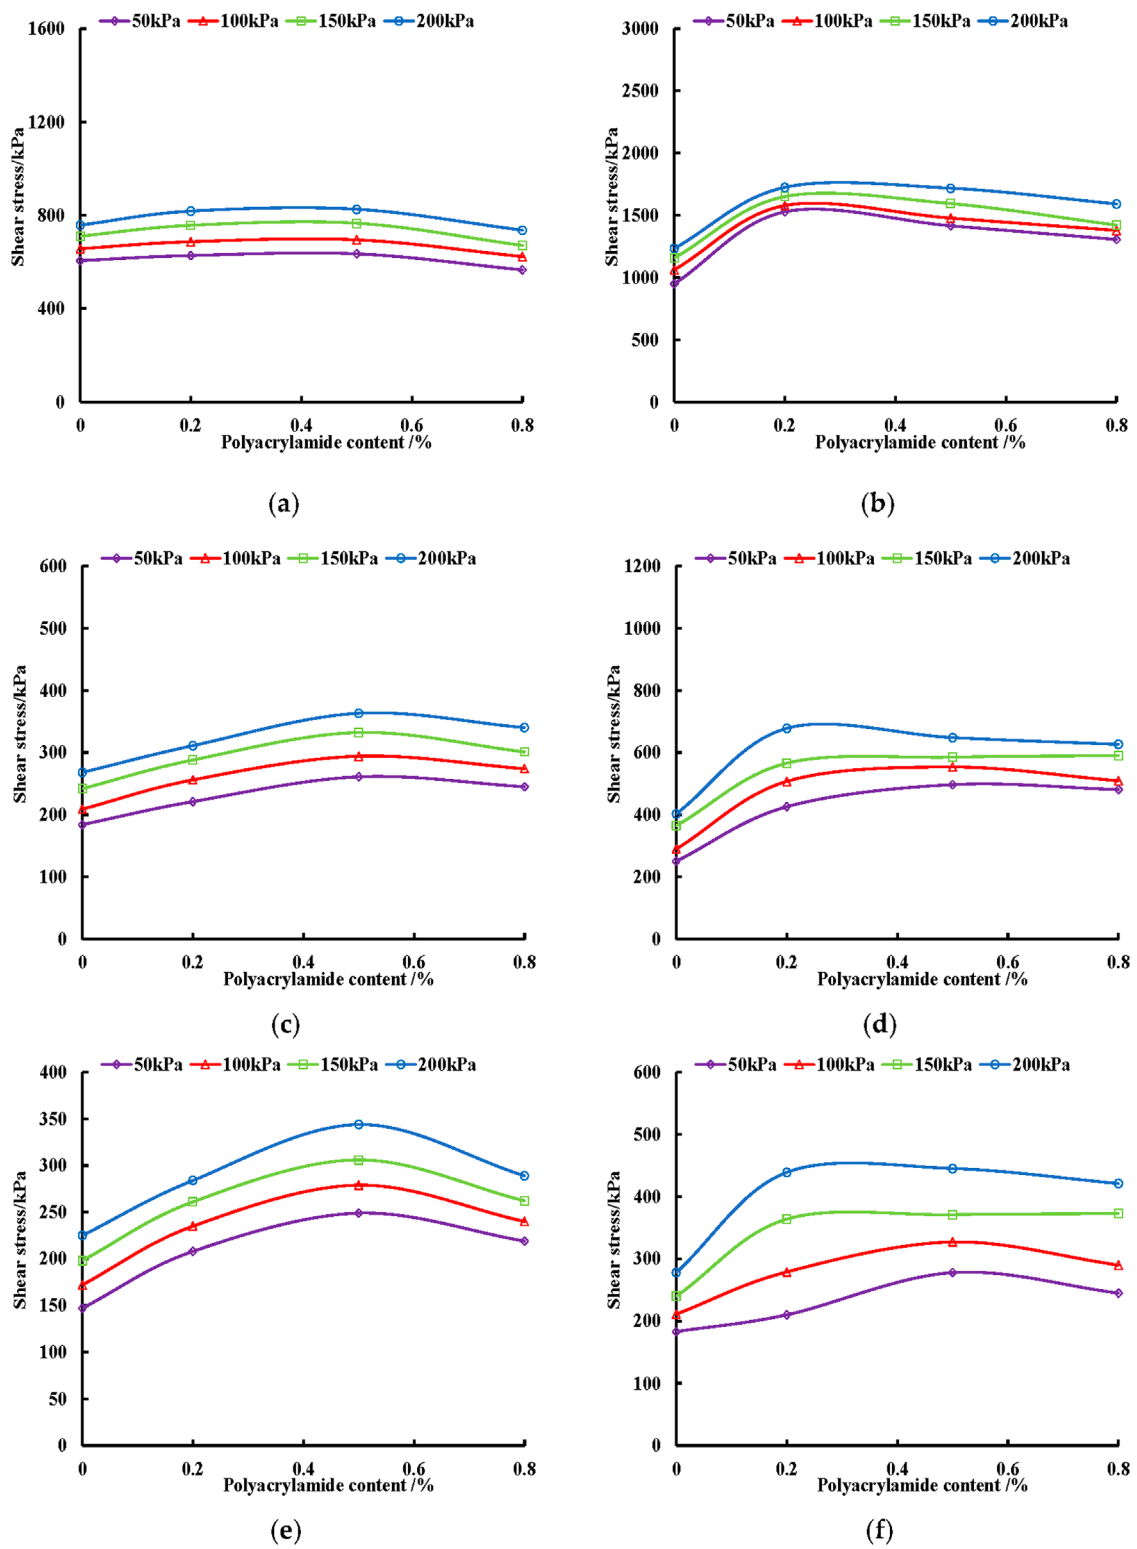 50kPa 100kPa 150kPa 200kPa
1600
1200
800
400
0
Shear stress/kPa
0 0.2 0.4 0.6 0.8
Polyacrylamide content /%
(a)
50kPa 100kPa 150kPa 200kPa
3000
2500
2000
1500
1000
500
0
Shear stress/kPa
0 0.2 0.4 0.6 0.8
Polyacrylamide content /%
(b)
50kPa 100kPa 150kPa 200kPa
600
500
400
300
200
100
0
Shear stress/kPa
0 0.2 0.4 0.6 0.8
Polyacrylamide content /%
(c)
50kPa 100kPa 150kPa 200kPa
1200
1000
800
600
400
200
0
Shear stress/kPa
0 0.2 0.4 0.6 0.8
Polyacrylamide content /%
(d)
50kPa 100kPa 150kPa 200kPa
400
350
300
250
200
150
100
50
0
Shear stress/kPa
0 0.2 0.4 0.6 0.8
Polyacrylamide content /%
(e)
50kPa 100kPa 150kPa 200kPa
600
500
400
300
200
100
0
Shear stress/kPa
0 0.2 0.4 0.6 0.8
Polyacrylamide content /%
(f)